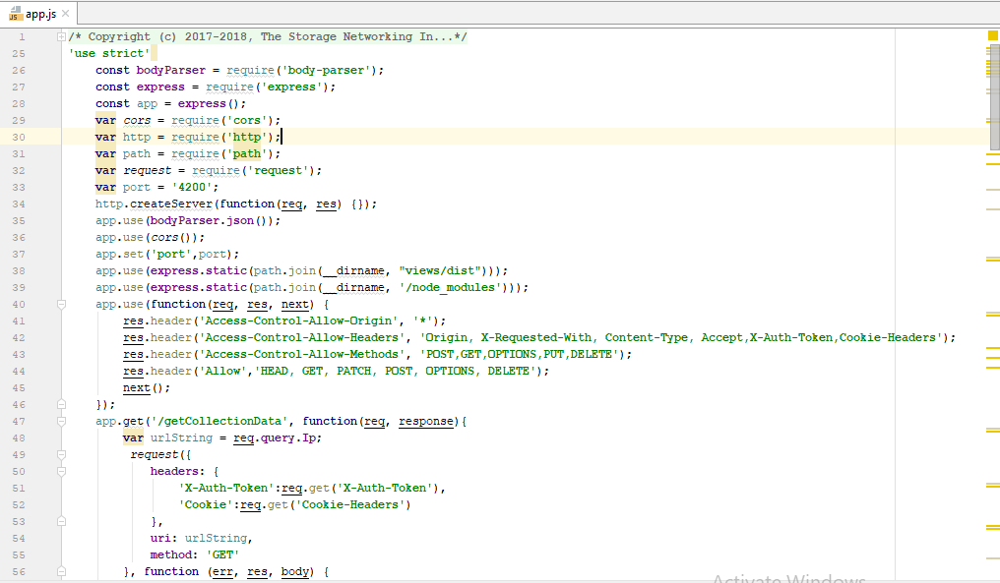 app.js
1 /* Copyright (c) 2017-2018, The Storage Networking In...*/
25 'use strict'
26 const bodyParser = require('body-parser');
27 const express = require('express');
28 const app = express();
29 var cors = require('cors');
30 var http = require('http');
31 var path = require('path');
32 var request = require('request');
33 var port = '4200';
34 http.createServer(function(req, res) {});
35 app.use(bodyParser.json());
36 app.use(cors());
37 app.set('port',port);
38 app.use(express.static(path.join(__dirname, "views/dist")));
39 app.use(express.static(path.join(__dirname, '/node_modules')));
40 app.use(function(req, res, next) {
41 res.header('Access-Control-Allow-Origin', '*');
42 res.header('Access-Control-Allow-Headers', 'Origin, X-Requested-With, Content-Type, Accept,X-Auth-Token,Cookie-Headers');
43 res.header('Access-Control-Allow-Methods', 'POST,GET,OPTIONS,PUT,DELETE');
44 res.header('Allow','HEAD, GET, PATCH, POST, OPTIONS, DELETE');
45 next();
46 });
47 app.get('/getCollectionData', function(req, response){
48 var urlString = req.query.Ip;
49 request({
50 headers: {
51 'X-Auth-Token':req.get('X-Auth-Token'),
52 'Cookie':req.get('Cookie-Headers')
53 },
54 uri: urlString,
55 method: 'GET'
56 }, function (err, res, body) {
Activate Windows